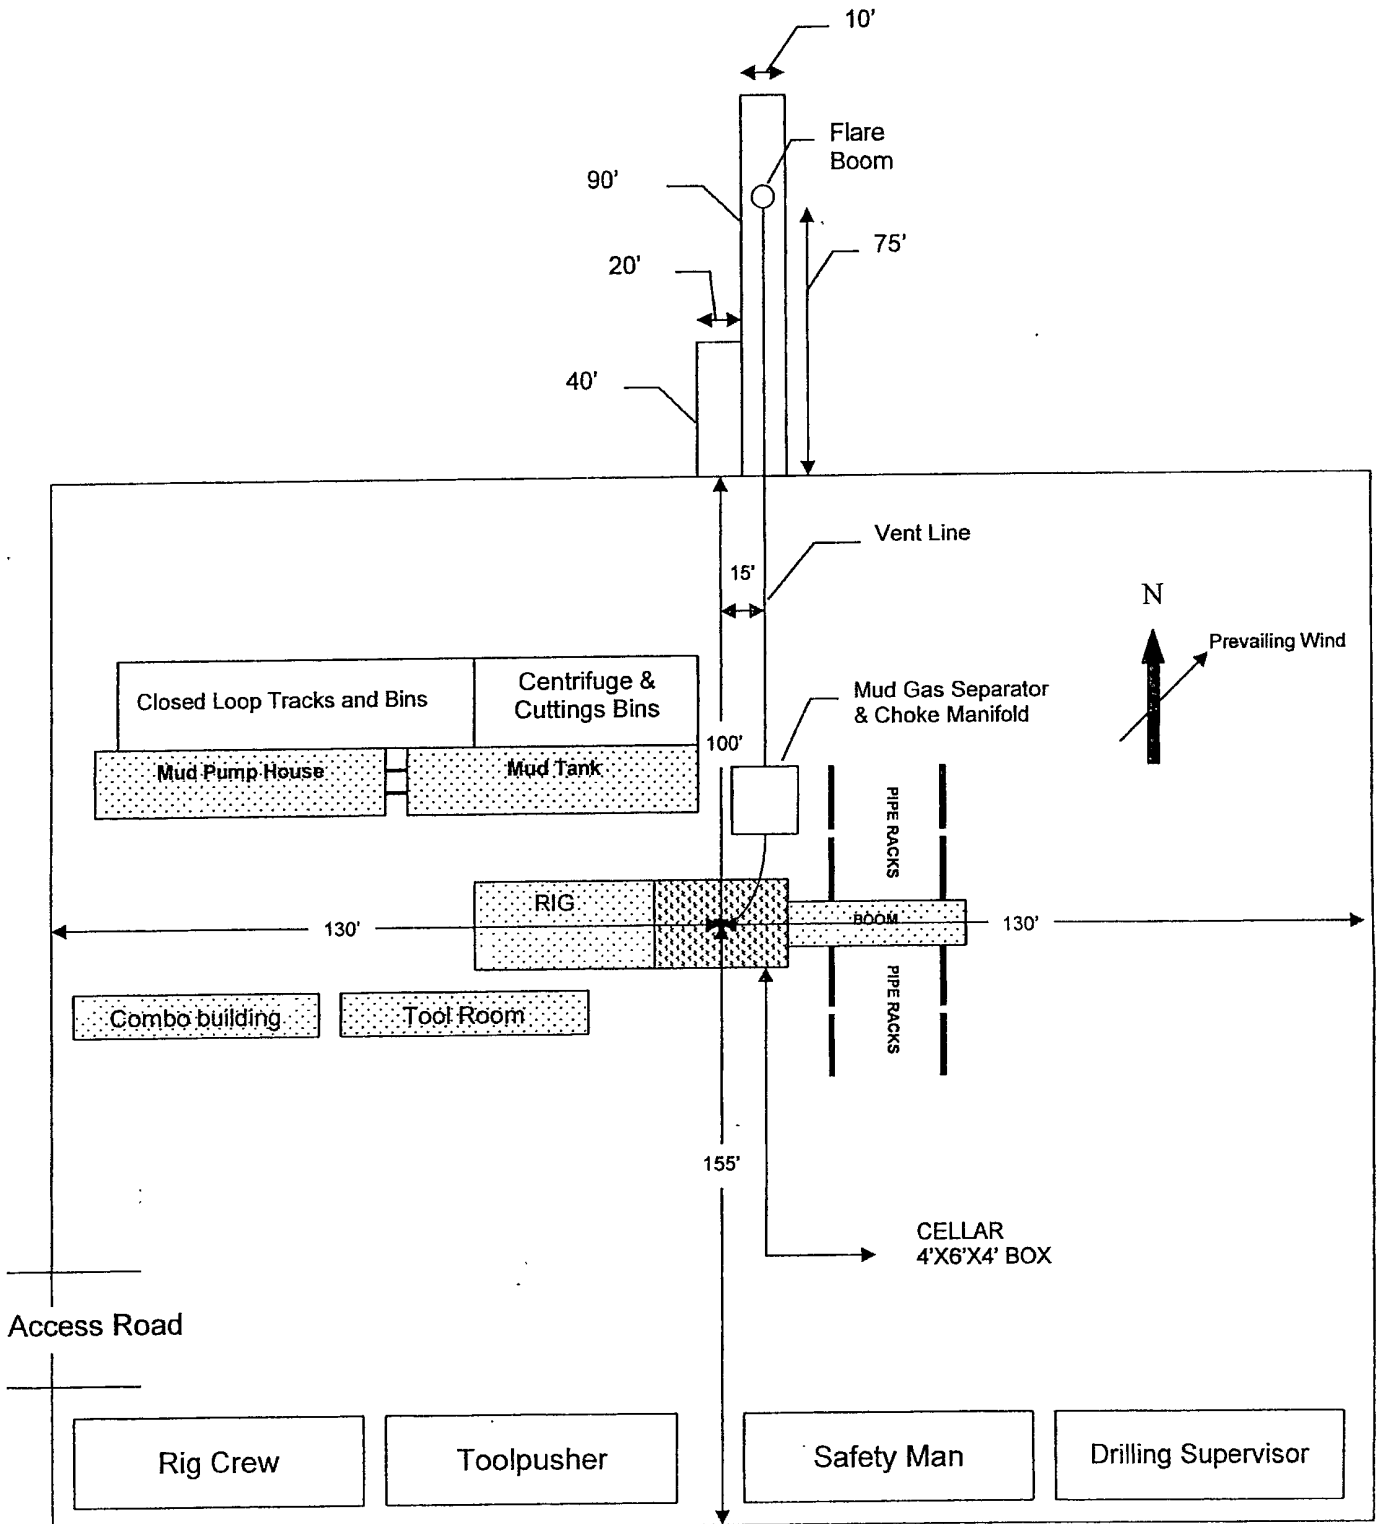 10'
Flare
Boom
90'
75'
20'
40'
Vent Line
15'
N
Prevailing Wind
Closed Loop Tracks and Bins
Centrifuge &
Cuttings Bins
Mud Gas Separator
& Choke Manifold
100'
Mud Pump House
Mud Tank
PIPE RACKS
RIG
BOOM
130'
130'
PIPE RACKS
Combo building
Tool Room
155'
CELLAR
4'X6'X4' BOX
Access Road
Rig Crew
Toolpusher
Safety Man
Drilling Supervisor